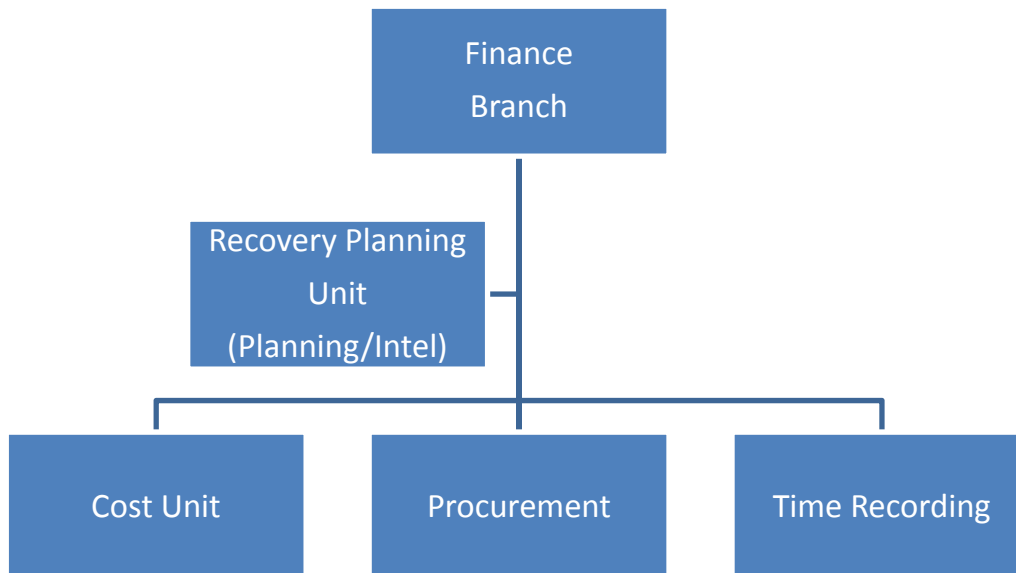 Finance
Branch
Recovery Planning
Unit
(Planning/Intel)
Cost Unit
Procurement
Time Recording